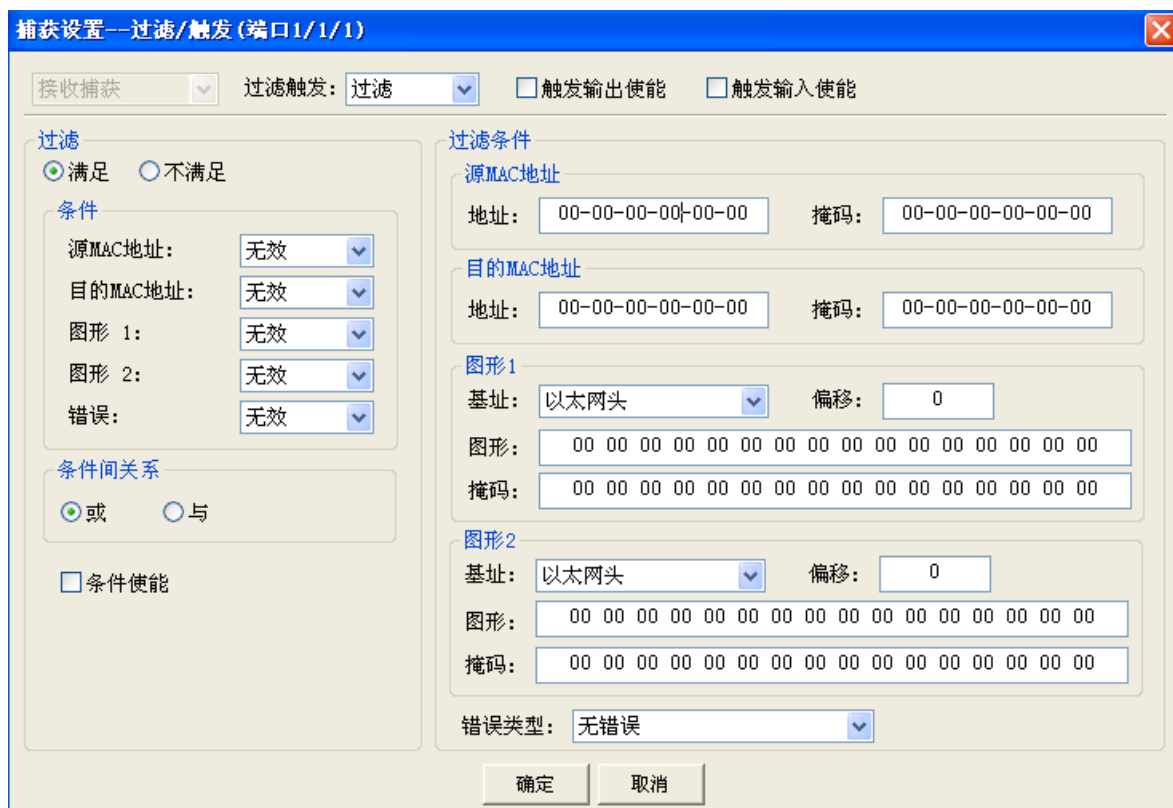 捕获设置--过滤/触发(端口1/1/1)
接收捕获 过滤触发: 过滤 触发输出使能 触发输入使能
过滤
满足 不满足
条件
源MAC地址: 无效
目的MAC地址: 无效
图形 1: 无效
图形 2: 无效
错误: 无效
条件间关系
或 与
条件使能
过滤条件
源MAC地址
地址: 00-00-00-00-00-00 掩码: 00-00-00-00-00-00
目的MAC地址
地址: 00-00-00-00-00-00 掩码: 00-00-00-00-00-00
图形1
基址: 以太网头 偏移: 0
图形: 00 00 00 00 00 00 00 00 00 00 00 00 00 00 00 00
掩码: 00 00 00 00 00 00 00 00 00 00 00 00 00 00 00 00
图形2
基址: 以太网头 偏移: 0
图形: 00 00 00 00 00 00 00 00 00 00 00 00 00 00 00 00
掩码: 00 00 00 00 00 00 00 00 00 00 00 00 00 00 00 00
错误类型: 无错误
确定 取消